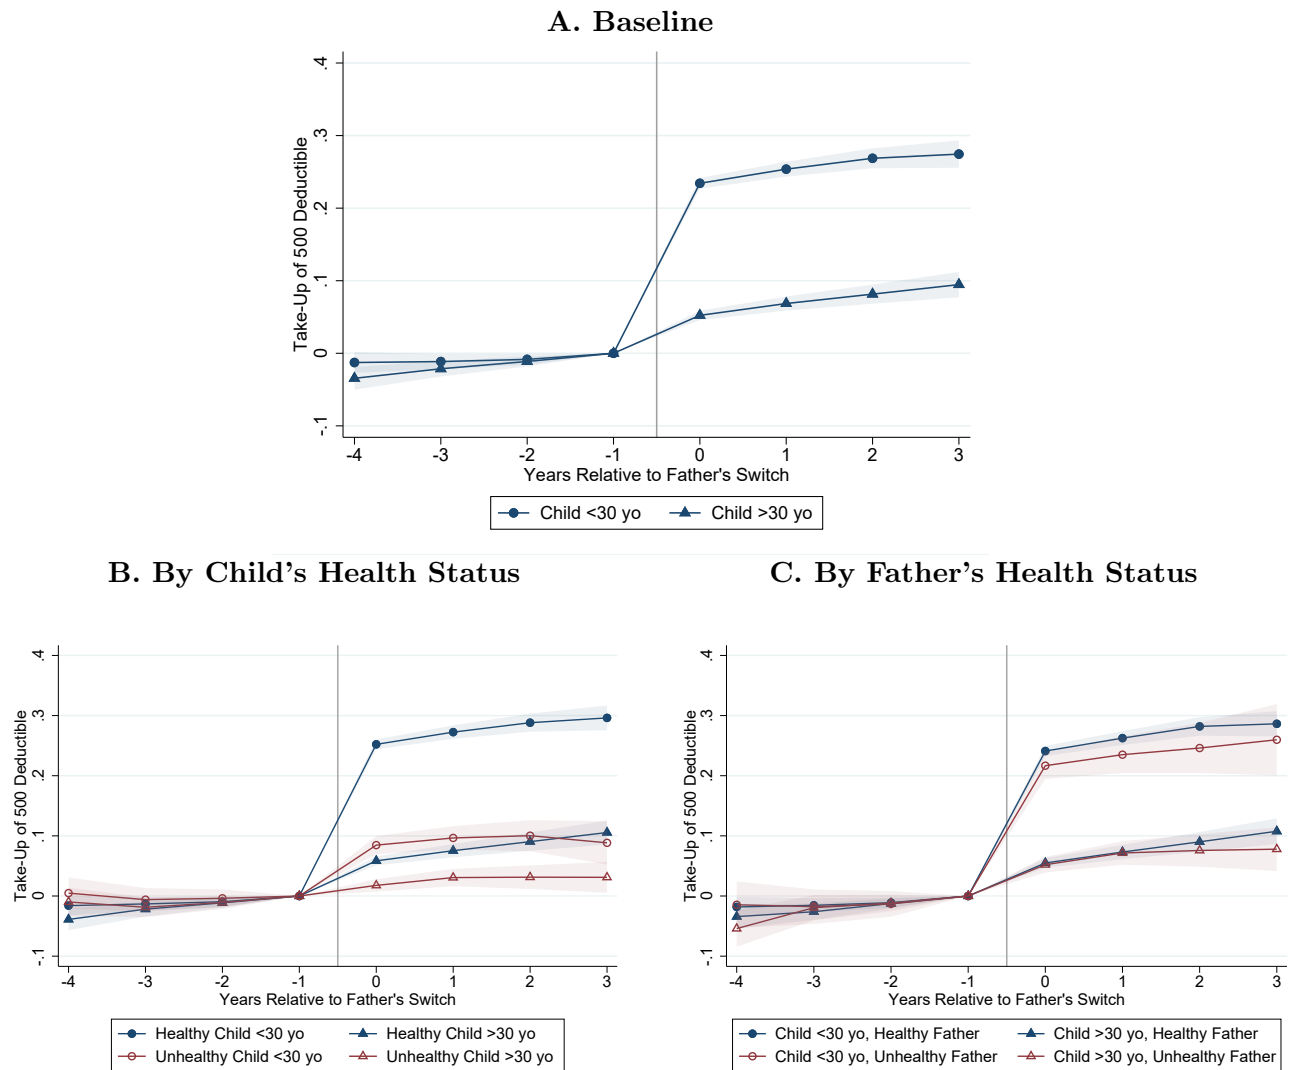 A. Baseline
Take-Up of 500 Deductible
.4
.3
.2
.1
0
-.1
-4 -3 -2 -1 0 1 2 3
Years Relative to Father's Switch
Child <30 yo Child >30 yo
B. By Child's Health Status
Take-Up of 500 Deductible
.4
.3
.2
.1
0
-.1
-4 -3 -2 -1 0 1 2 3
Years Relative to Father's Switch
Healthy Child <30 yo Healthy Child >30 yo
Unhealthy Child <30 yo Unhealthy Child >30 yo
C. By Father's Health Status
Take-Up of 500 Deductible
.4
.3
.2
.1
0
-.1
-4 -3 -2 -1 0 1 2 3
Years Relative to Father's Switch
Child <30 yo, Healthy Father Child >30 yo, Healthy Father
Child <30 yo, Unhealthy Father Child >30 yo, Unhealthy Father